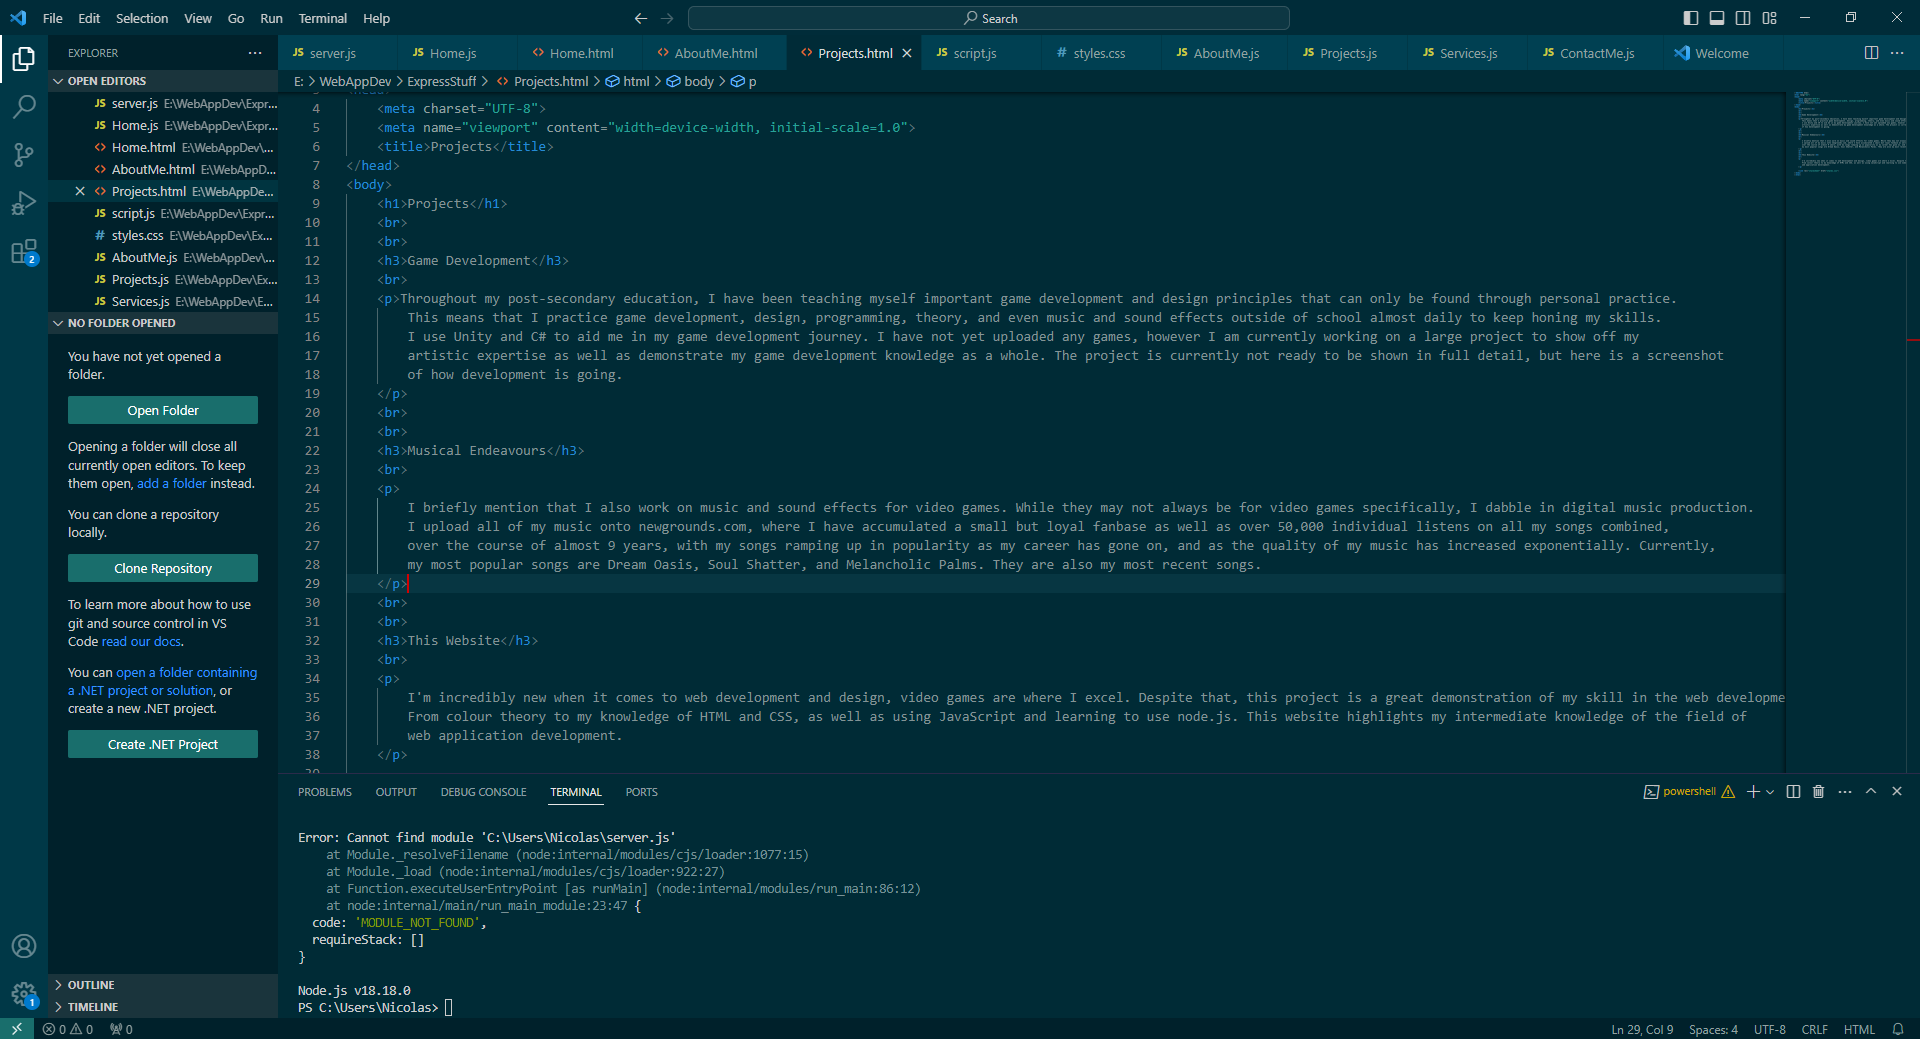 File Edit Selection View Go Run Terminal Help
Search
EXPLORER
OPEN EDITORS
server.js E:\WebAppDev\Expr...
Home.js E:\WebAppDev\Expr...
Home.html E:\WebAppDev\...
AboutMe.html E:\WebAppD...
Projects.html E:\WebAppDe...
script.js E:\WebAppDev\Expr...
styles.css E:\WebAppDev\Ex...
AboutMe.js E:\WebAppDev\...
Projects.js E:\WebAppDev\Ex...
Services.js E:\WebAppDev\E...
NO FOLDER OPENED
You have not yet opened a
folder.
Open Folder
Opening a folder will close all
currently open editors. To keep
them open, add a folder instead.
You can clone a repository
locally.
Clone Repository
To learn more about how to use
git and source control in VS
Code read our docs.
You can open a folder containing
a .NET project or solution, or
create a new .NET project.
Create .NET Project
OUTLINE
TIMELINE
2
1
server.js Home.js Home.html AboutMe.html Projects.html script.js styles.css AboutMe.js Projects.js Services.js ContactMe.js Welcome
E: > WebAppDev > ExpressStuff > Projects.html > html > body > p
4 <meta charset="UTF-8">
5 <meta name="viewport" content="width=device-width, initial-scale=1.0">
6 <title>Projects</title>
7 </head>
8 <body>
9 <h1>Projects</h1>
10 <br>
11 <br>
12 <h3>Game Development</h3>
13 <br>
14 <p>Throughout my post-secondary education, I have been teaching myself important game development and design principles that can only be found through personal practice.
15 This means that I practice game development, design, programming, theory, and even music and sound effects outside of school almost daily to keep honing my skills.
16 I use Unity and C# to aid me in my game development journey. I have not yet uploaded any games, however I am currently working on a large project to show off my
17 artistic expertise as well as demonstrate my game development knowledge as a whole. The project is currently not ready to be shown in full detail, but here is a screenshot
18 of how development is going.
19 </p>
20 <br>
21 <br>
22 <h3>Musical Endeavours</h3>
23 <br>
24 <p>
25 I briefly mention that I also work on music and sound effects for video games. While they may not always be for video games specifically, I dabble in digital music production.
26 I upload all of my music onto newgrounds.com, where I have accumulated a small but loyal fanbase as well as over 50,000 individual listens on all my songs combined,
27 over the course of almost 9 years, with my songs ramping up in popularity as my career has gone on, and as the quality of my music has increased exponentially. Currently,
28 my most popular songs are Dream Oasis, Soul Shatter, and Melancholic Palms. They are also my most recent songs.
29 </p>
30 <br>
31 <br>
32 <h3>This Website</h3>
33 <br>
34 <p>
35 I'm incredibly new when it comes to web development and design, video games are where I excel. Despite that, this project is a great demonstration of my skill in the web developme
36 From colour theory to my knowledge of HTML and CSS, as well as using JavaScript and learning to use node.js. This website highlights my intermediate knowledge of the field of
37 web application development.
38 </p>
PROBLEMS OUTPUT DEBUG CONSOLE TERMINAL PORTS
powershell
Error: Cannot find module 'C:\Users\Nicolas\server.js'
at Module._resolveFilename (node:internal/modules/cjs/loader:1077:15)
at Module._load (node:internal/modules/cjs/loader:922:27)
at Function.executeUserEntryPoint [as runMain] (node:internal/modules/run_main:86:12)
at node:internal/main/run_main_module:23:47 {
code: 'MODULE_NOT_FOUND',
requireStack: []
}
Node.js v18.18.0
PS C:\Users\Nicolas>
0 0 0
Ln 29, Col 9 Spaces: 4 UTF-8 CRLF HTML